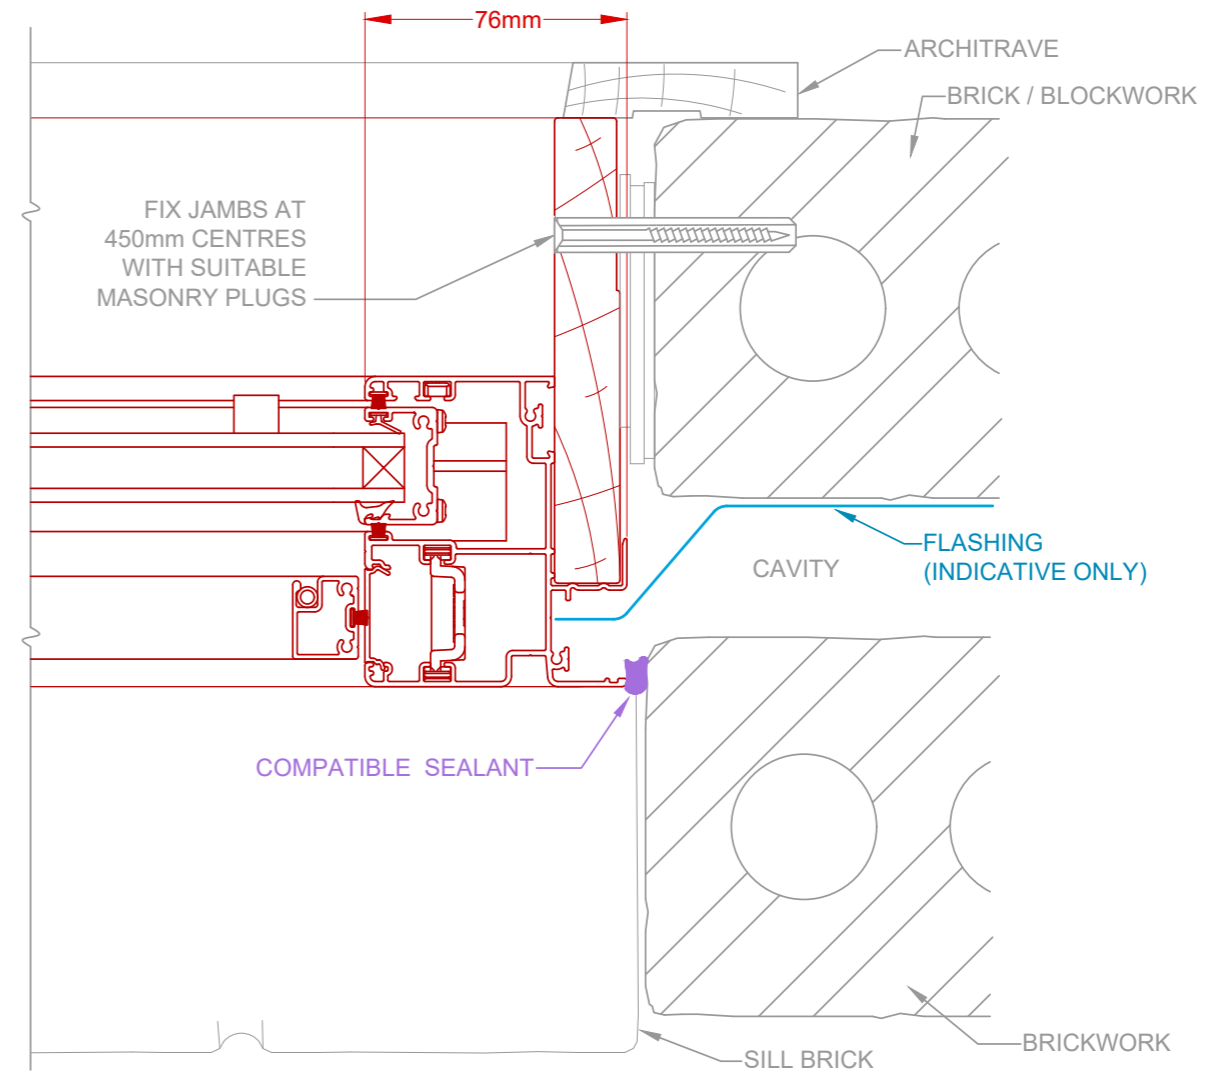 76mm
ARCHITRAVE
BRICK / BLOCKWORK
FIX JAMBS AT
450mm CENTRES
WITH SUITABLE
MASONRY PLUGS
FLASHING
(INDICATIVE ONLY)
CAVITY
COMPATIBLE SEALANT
BRICKWORK
SILL BRICK